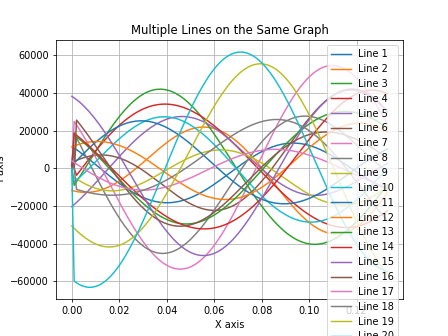 Multiple Lines on the Same Graph
60000
40000
20000
0
−20000
−40000
−60000
0.00
0.02
0.04
0.06
0.08
0.10
X axis
Line 1
Line 2
Line 3
Line 4
Line 5
Line 6
Line 7
Line 8
Line 9
Line 10
Line 11
Line 12
Line 13
Line 14
Line 15
Line 16
Line 17
Line 18
Line 19
Line 20